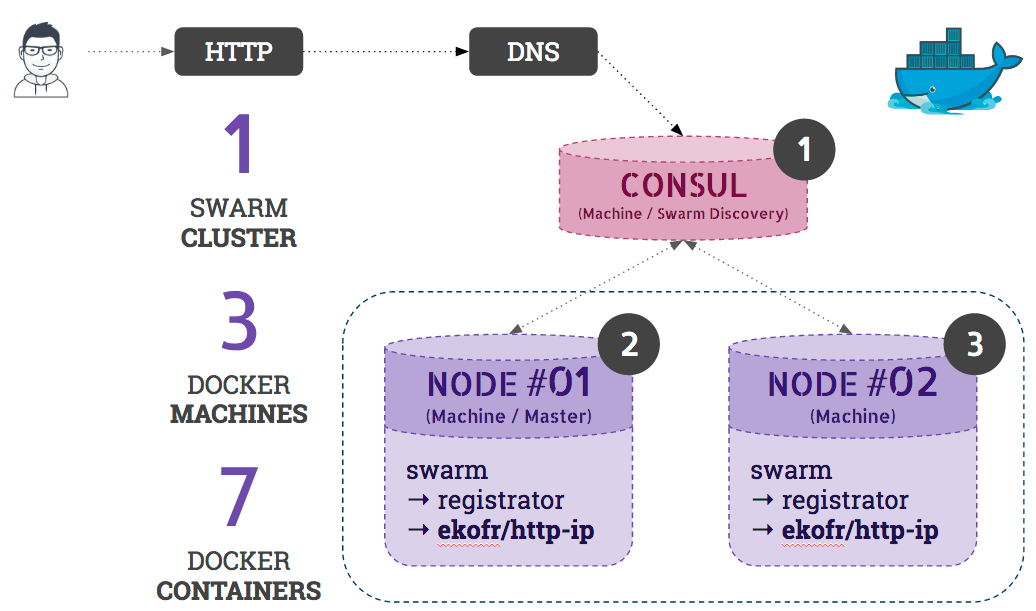 HTTP
DNS
1
SWARM
CLUSTER
1
CONSUL
(Machine / Swarm Discovery)
3
DOCKER
MACHINES
2
NODE #01
(Machine / Master)
swarm
→ registrator
→ ekofr/http-ip
3
NODE #02
(Machine)
swarm
→ registrator
→ ekofr/http-ip
7
DOCKER
CONTAINERS